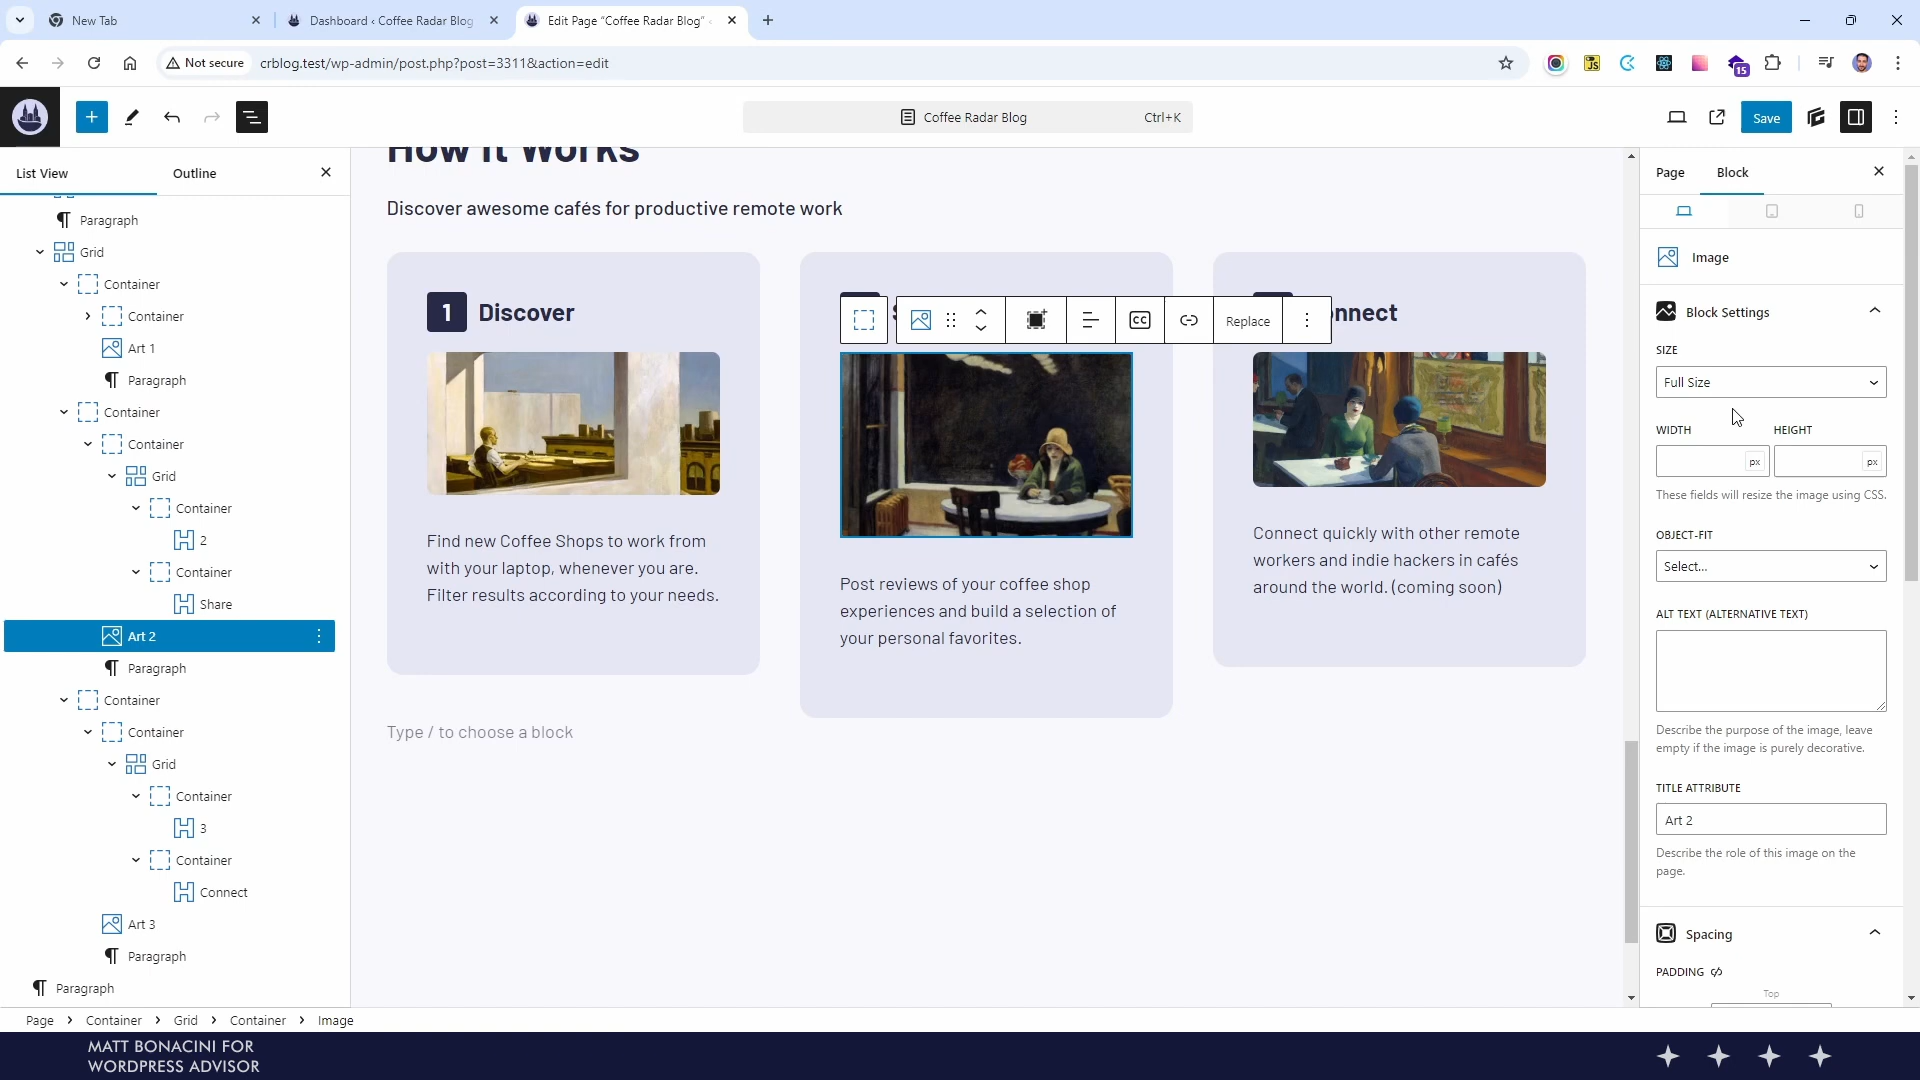 New Tab
Dashboard ‹ Coffee Radar Blog
Edit Page “Coffee Radar Blog” ‹
Not secure
crblog.test/wp-admin/post.php?post=3311&action=edit
15
Coffee Radar Blog
Ctrl+K
Save
List View
Outline
Paragraph
Grid
Container
Container
Art 1
Paragraph
Container
Container
Grid
Container
2
Container
Share
Art 2
Paragraph
Container
Container
Grid
Container
3
Container
Connect
Art 3
Paragraph
Paragraph
How It Works
Discover awesome cafés for productive remote work
1
Discover
Find new Coffee Shops to work from
with your laptop, whenever you are.
Filter results according to your needs.
CC
Replace
Post reviews of your coffee shop
experiences and build a selection of
your personal favorites.
onnect
Connect quickly with other remote
workers and indie hackers in cafés
around the world. (coming soon)
Type / to choose a block
Page
Block
Image
Block Settings
SIZE
Full Size
WIDTH
HEIGHT
px
px
These fields will resize the image using CSS.
OBJECT-FIT
Select...
ALT TEXT (ALTERNATIVE TEXT)
Describe the purpose of the image, leave
empty if the image is purely decorative.
TITLE ATTRIBUTE
Art 2
Describe the role of this image on the
page.
Spacing
PADDING
Top
Page
Container
Grid
Container
Image
MATT BONACINI FOR
WORDPRESS ADVISOR